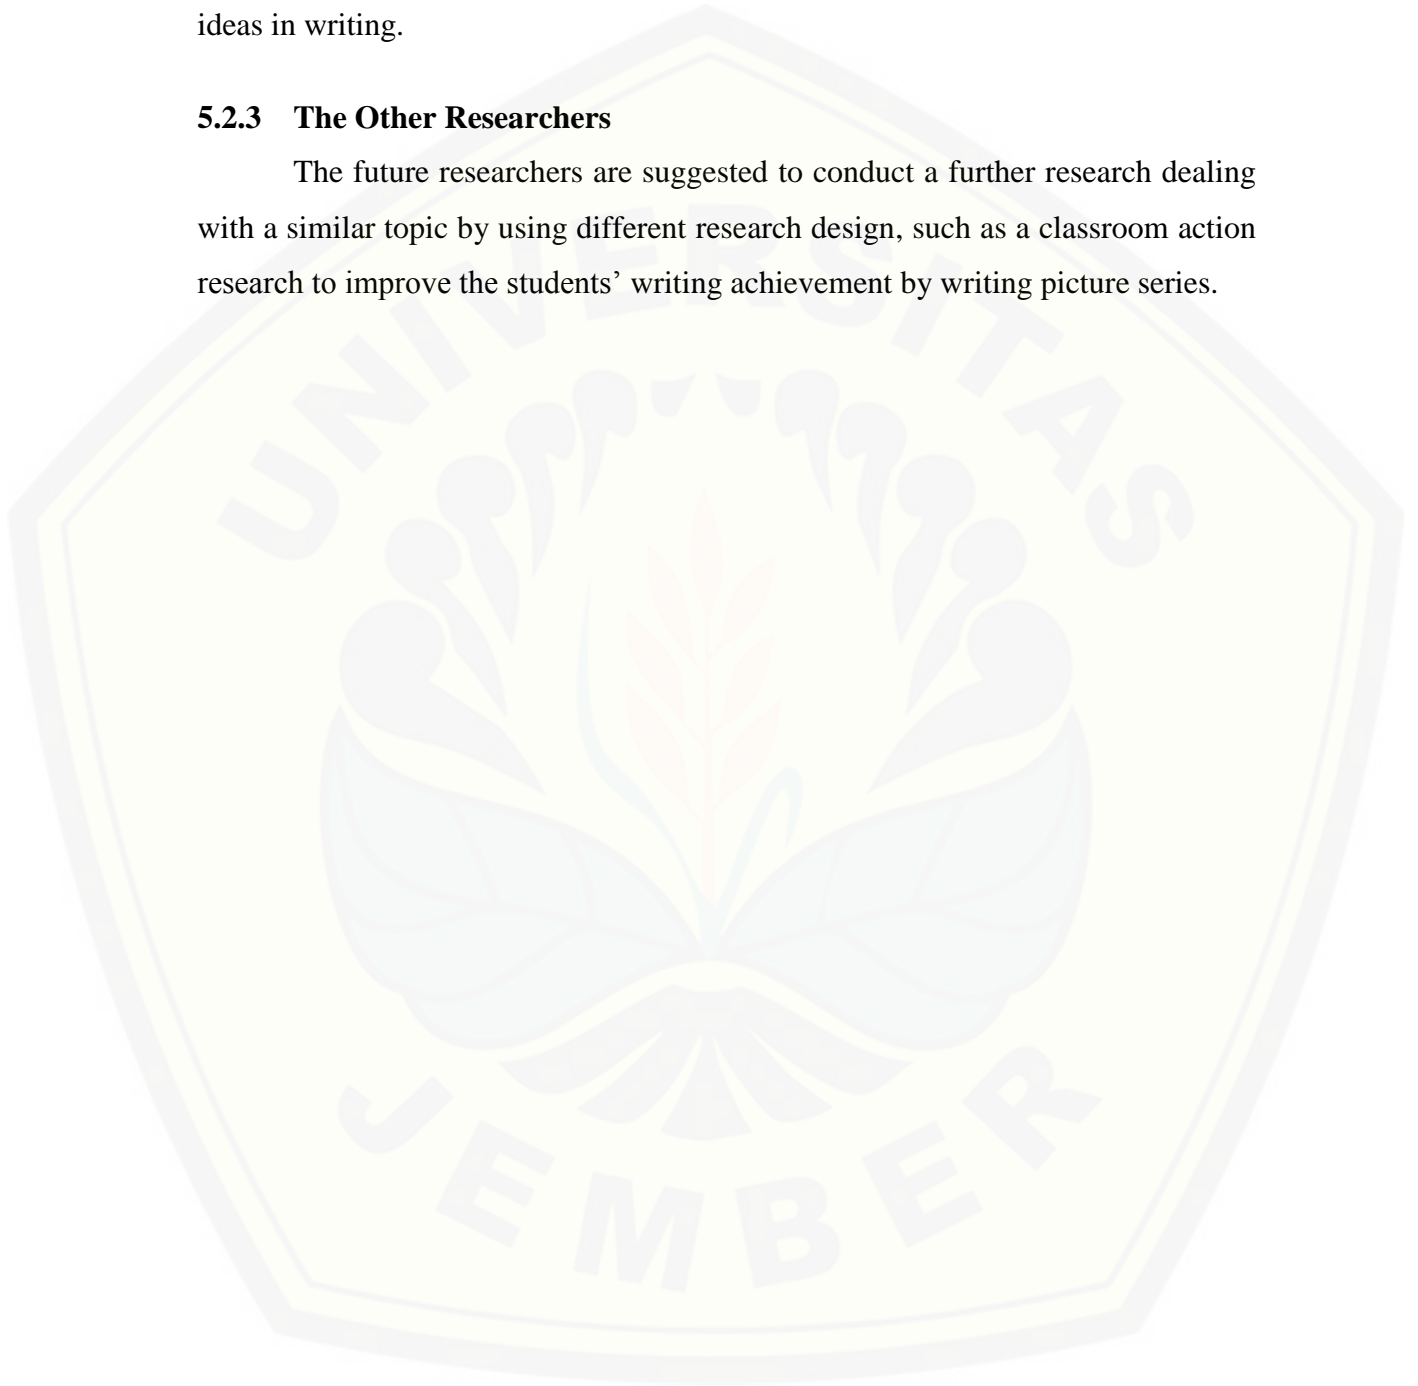 ideas in writing.
5.2.3 The Other Researchers
The future researchers are suggested to conduct a further research dealing
with a similar topic by using different research design, such as a classroom action
research to improve the students’ writing achievement by writing picture series.
UNIVERSITAS
JEMBER